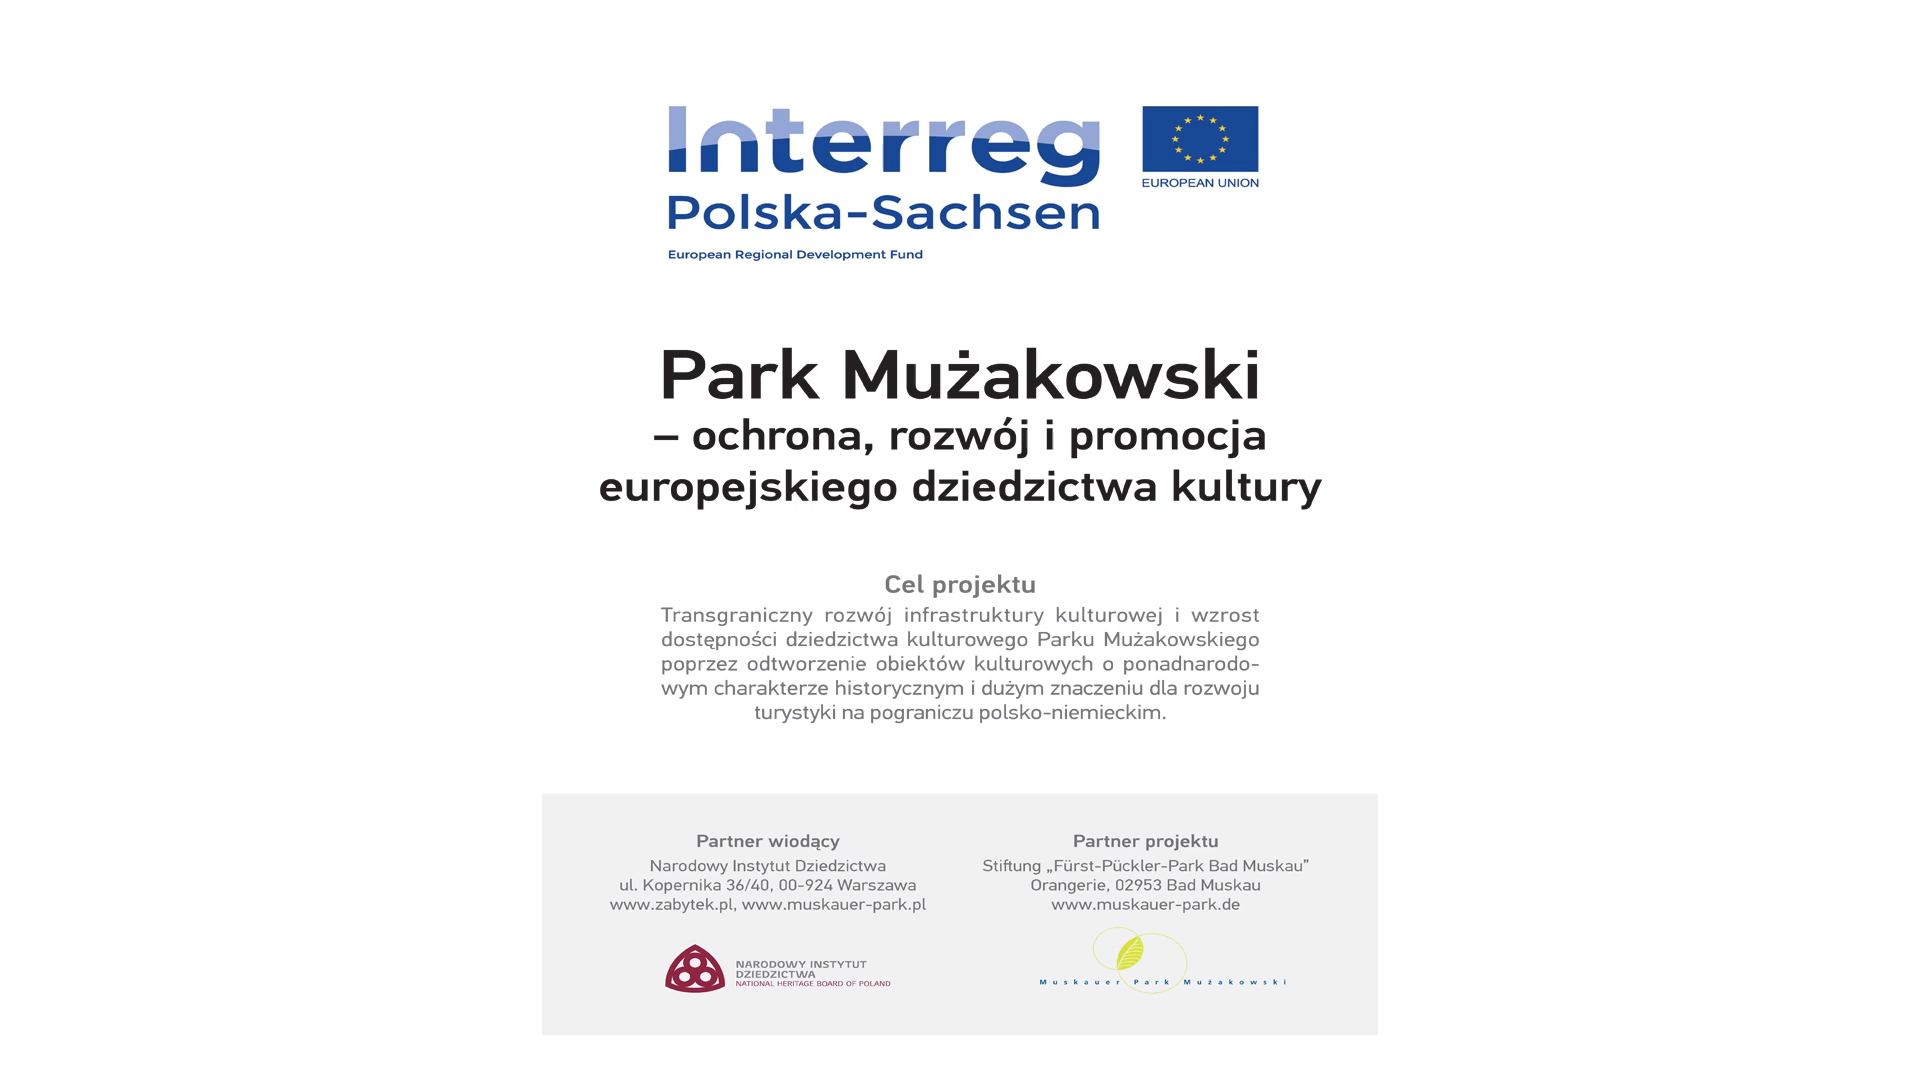 Interreg
Polska-Sachsen
European Regional Development Fund
EUROPEAN UNION
Park Mużakowski
– ochrona, rozwój i promocja
europejskiego dziedzictwa kultury
Cel projektu
Transgraniczny rozwój infrastruktury kulturowej i wzrost
dostępności dziedzictwa kulturowego Parku Mużakowskiego
poprzez odtworzenie obiektów kulturowych o ponadnarodo-
wym charakterze historycznym i dużym znaczeniu dla rozwoju
turystyki na pograniczu polsko-niemieckim.
Partner wiodący
Narodowy Instytut Dziedzictwa
ul. Kopernika 36/40, 00-924 Warszawa
www.zabytek.pl, www.muskauer-park.pl
NARODOWY INSTYTUT
DZIEDZICTWA
NATIONAL HERITAGE BOARD OF POLAND
Partner projektu
Stiftung „Fürst-Pückler-Park Bad Muskau”
Orangerie, 02953 Bad Muskau
www.muskauer-park.de
Muskauer Park Mużakowski